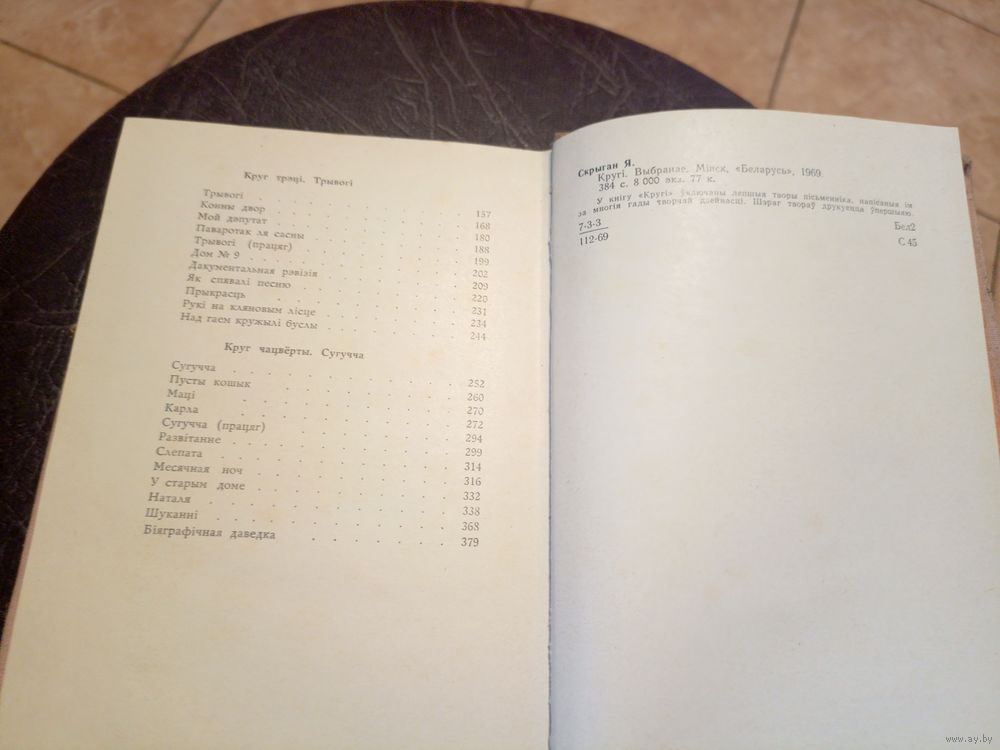 Круг трэці. Трывогі
Трывогі . . . . . . . . 157
Конны двор . . . . . . . . 168
Мой дэпутат . . . . . . . . 180
Паваротак ля сасны . . . . . . . . 188
Трывогі (працяг) . . . . . . . . 199
Дом № 9 . . . . . . . . 202
Дакументальная рэвізія . . . . . . . . 209
Як спявалі песню . . . . . . . . 220
Прыкрасць . . . . . . . . 231
Рукі на кляновым лісце . . . . . . . . 234
Над гаем кружылі буслы . . . . . . . . 244
Круг чацвёрты. Сугучча
Сугучча . . . . . . . . 252
Пусты кошык . . . . . . . . 260
Маці . . . . . . . . 270
Карла . . . . . . . . 272
Сугучча (працяг) . . . . . . . . 294
Развітанне . . . . . . . . 299
Слепата . . . . . . . . 314
Месячная ноч . . . . . . . . 316
У старым доме . . . . . . . . 332
Наталя . . . . . . . . 338
Шуканні . . . . . . . . 368
Біяграфічная даведка . . . . . . 379
Скрыган Я.
Кругі. Выбранае. Мінск, «Беларусь», 1969.
384 с. 8 000 экз. 77 к.
У кнігу «Кругі» ўключаны лепшыя творы пісьменніка, напісаныя ім
за многія гады творчай дзейнасці. Шэраг твораў друкуецца ўпершыню.
7-3-3 Бел2
112-69 С 45
www.ay.by